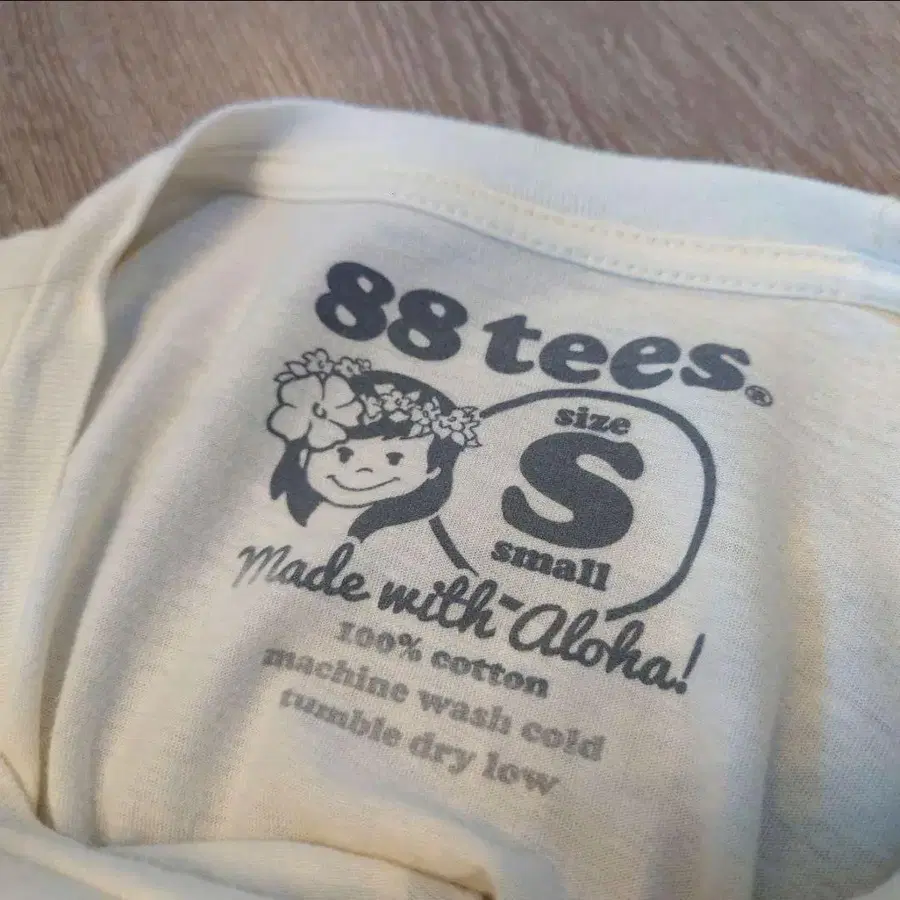 88 tees®
size
S
small
Made with Aloha!
100% cotton
machine wash cold
tumble dry low